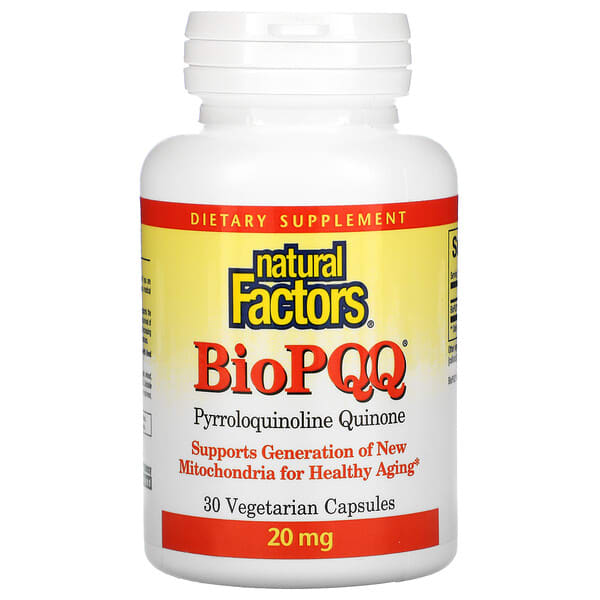 DIETARY SUPPLEMENT
natural
Factors®
BioPQQ®
Pyrroloquinoline Quinone
Supports Generation of New
Mitochondria for Healthy Aging*
30 Vegetarian Capsules
20 mg